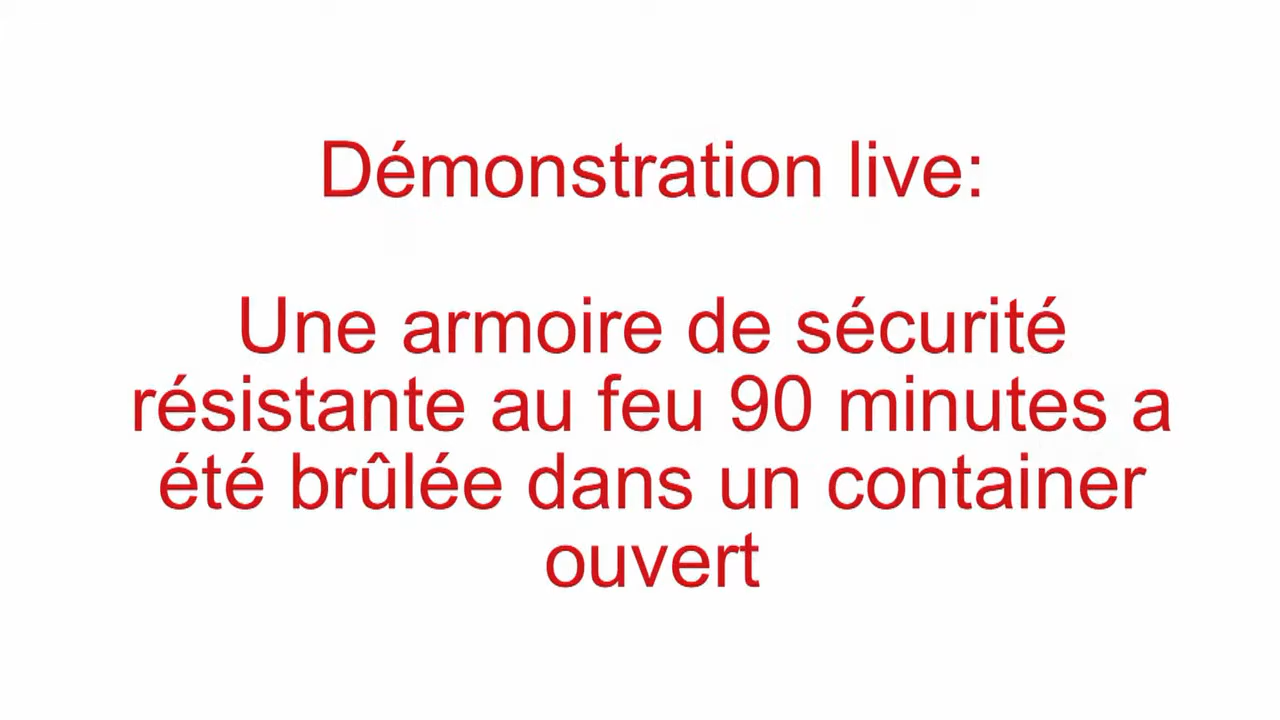 Démonstration live:
Une armoire de sécurité
résistante au feu 90 minutes a
été brûlée dans un container
ouvert